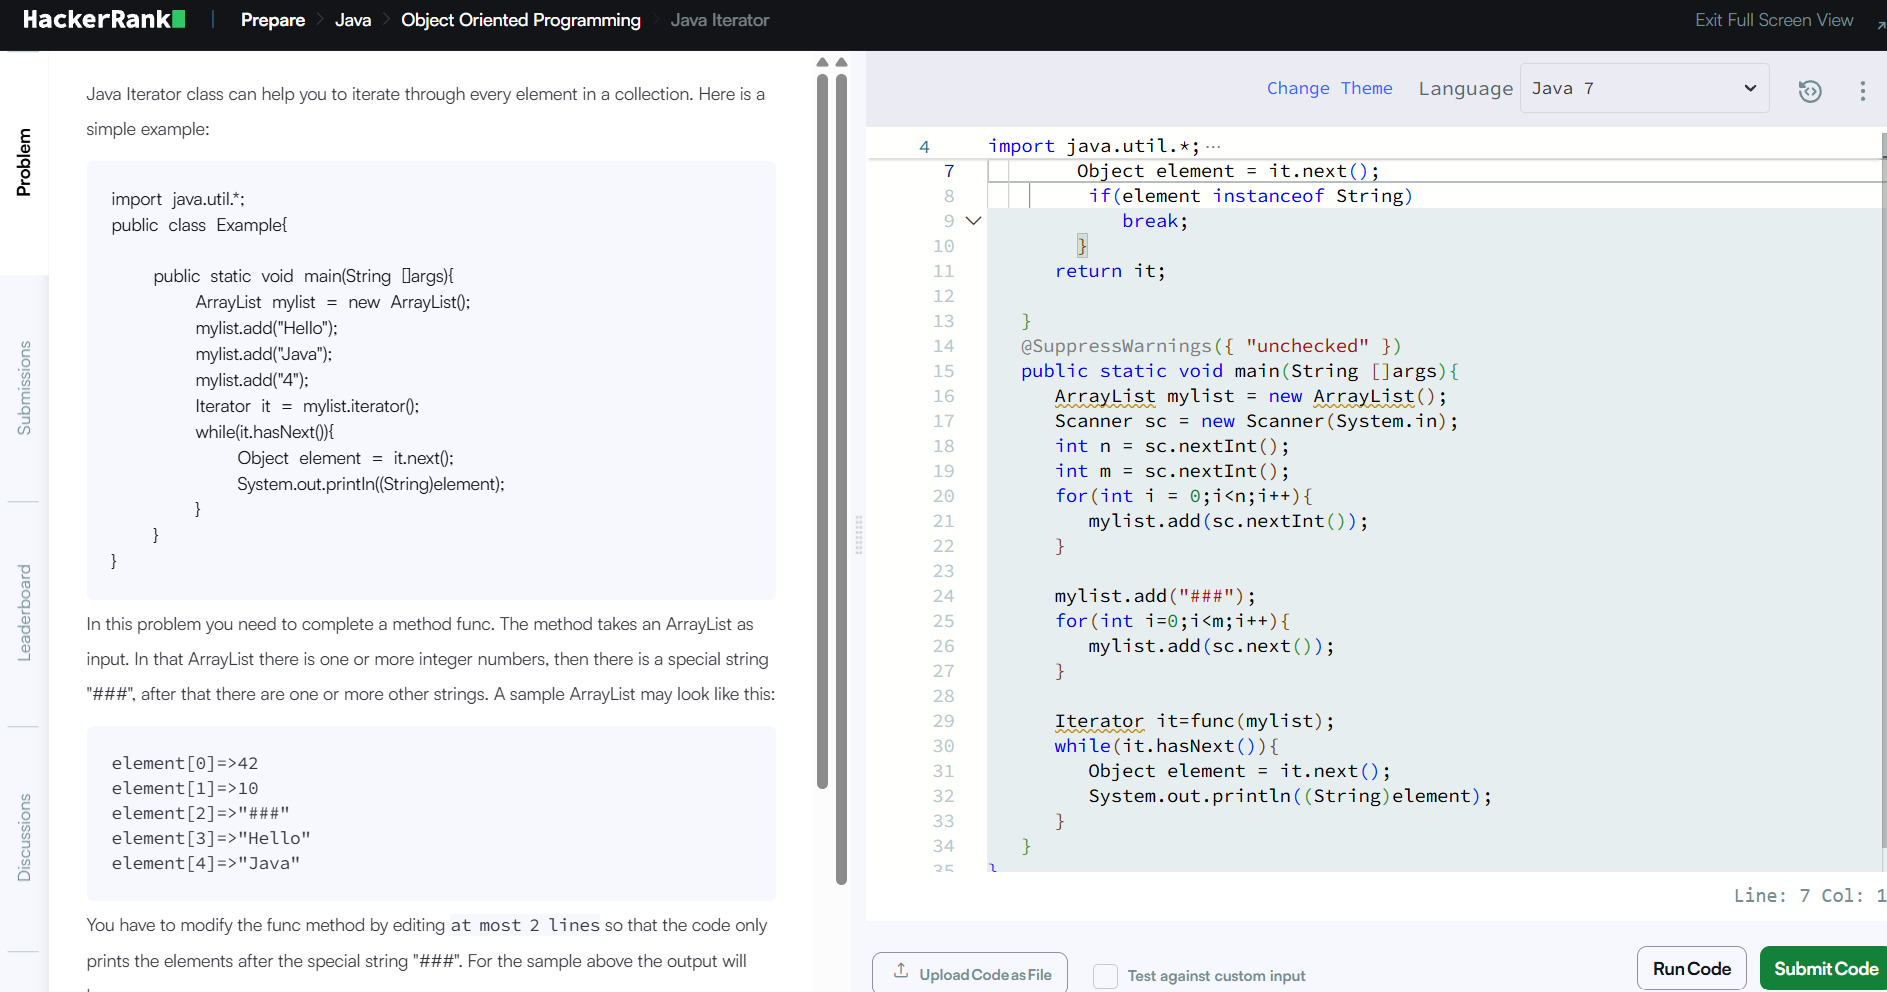 HackerRank | Prepare > Java > Object Oriented Programming > Java Iterator
Exit Full Screen View
Problem
Submissions
Leaderboard
Discussions
Java Iterator class can help you to iterate through every element in a collection. Here is a
simple example:
import java.util.*;
public class Example{
public static void main(String []args){
ArrayList mylist = new ArrayList();
mylist.add("Hello");
mylist.add("Java");
mylist.add("4");
Iterator it = mylist.iterator();
while(it.hasNext()){
Object element = it.next();
System.out.println((String)element);
}
}
}
In this problem you need to complete a method func. The method takes an ArrayList as
input. In that ArrayList there is one or more integer numbers, then there is a special string
"###", after that there are one or more other strings. A sample ArrayList may look like this:
element[0]=>42
element[1]=>10
element[2]=>"###"
element[3]=>"Hello"
element[4]=>"Java"
You have to modify the func method by editing at most 2 lines so that the code only
prints the elements after the special string "###". For the sample above the output will
Change Theme Language Java 7
4 import java.util.*; ...
7 Object element = it.next();
8 if(element instanceof String)
9 break;
10 }
11 return it;
12
13 }
14 @SuppressWarnings({ "unchecked" })
15 public static void main(String []args){
16 ArrayList mylist = new ArrayList();
17 Scanner sc = new Scanner(System.in);
18 int n = sc.nextInt();
19 int m = sc.nextInt();
20 for(int i = 0;i<n;i++){
21 mylist.add(sc.nextInt());
22 }
23
24 mylist.add("###");
25 for(int i=0;i<m;i++){
26 mylist.add(sc.next());
27 }
28
29 Iterator it=func(mylist);
30 while(it.hasNext()){
31 Object element = it.next();
32 System.out.println((String)element);
33 }
34 }
35 }
Line: 7 Col: 1
Upload Code as File
Test against custom input
Run Code
Submit Code